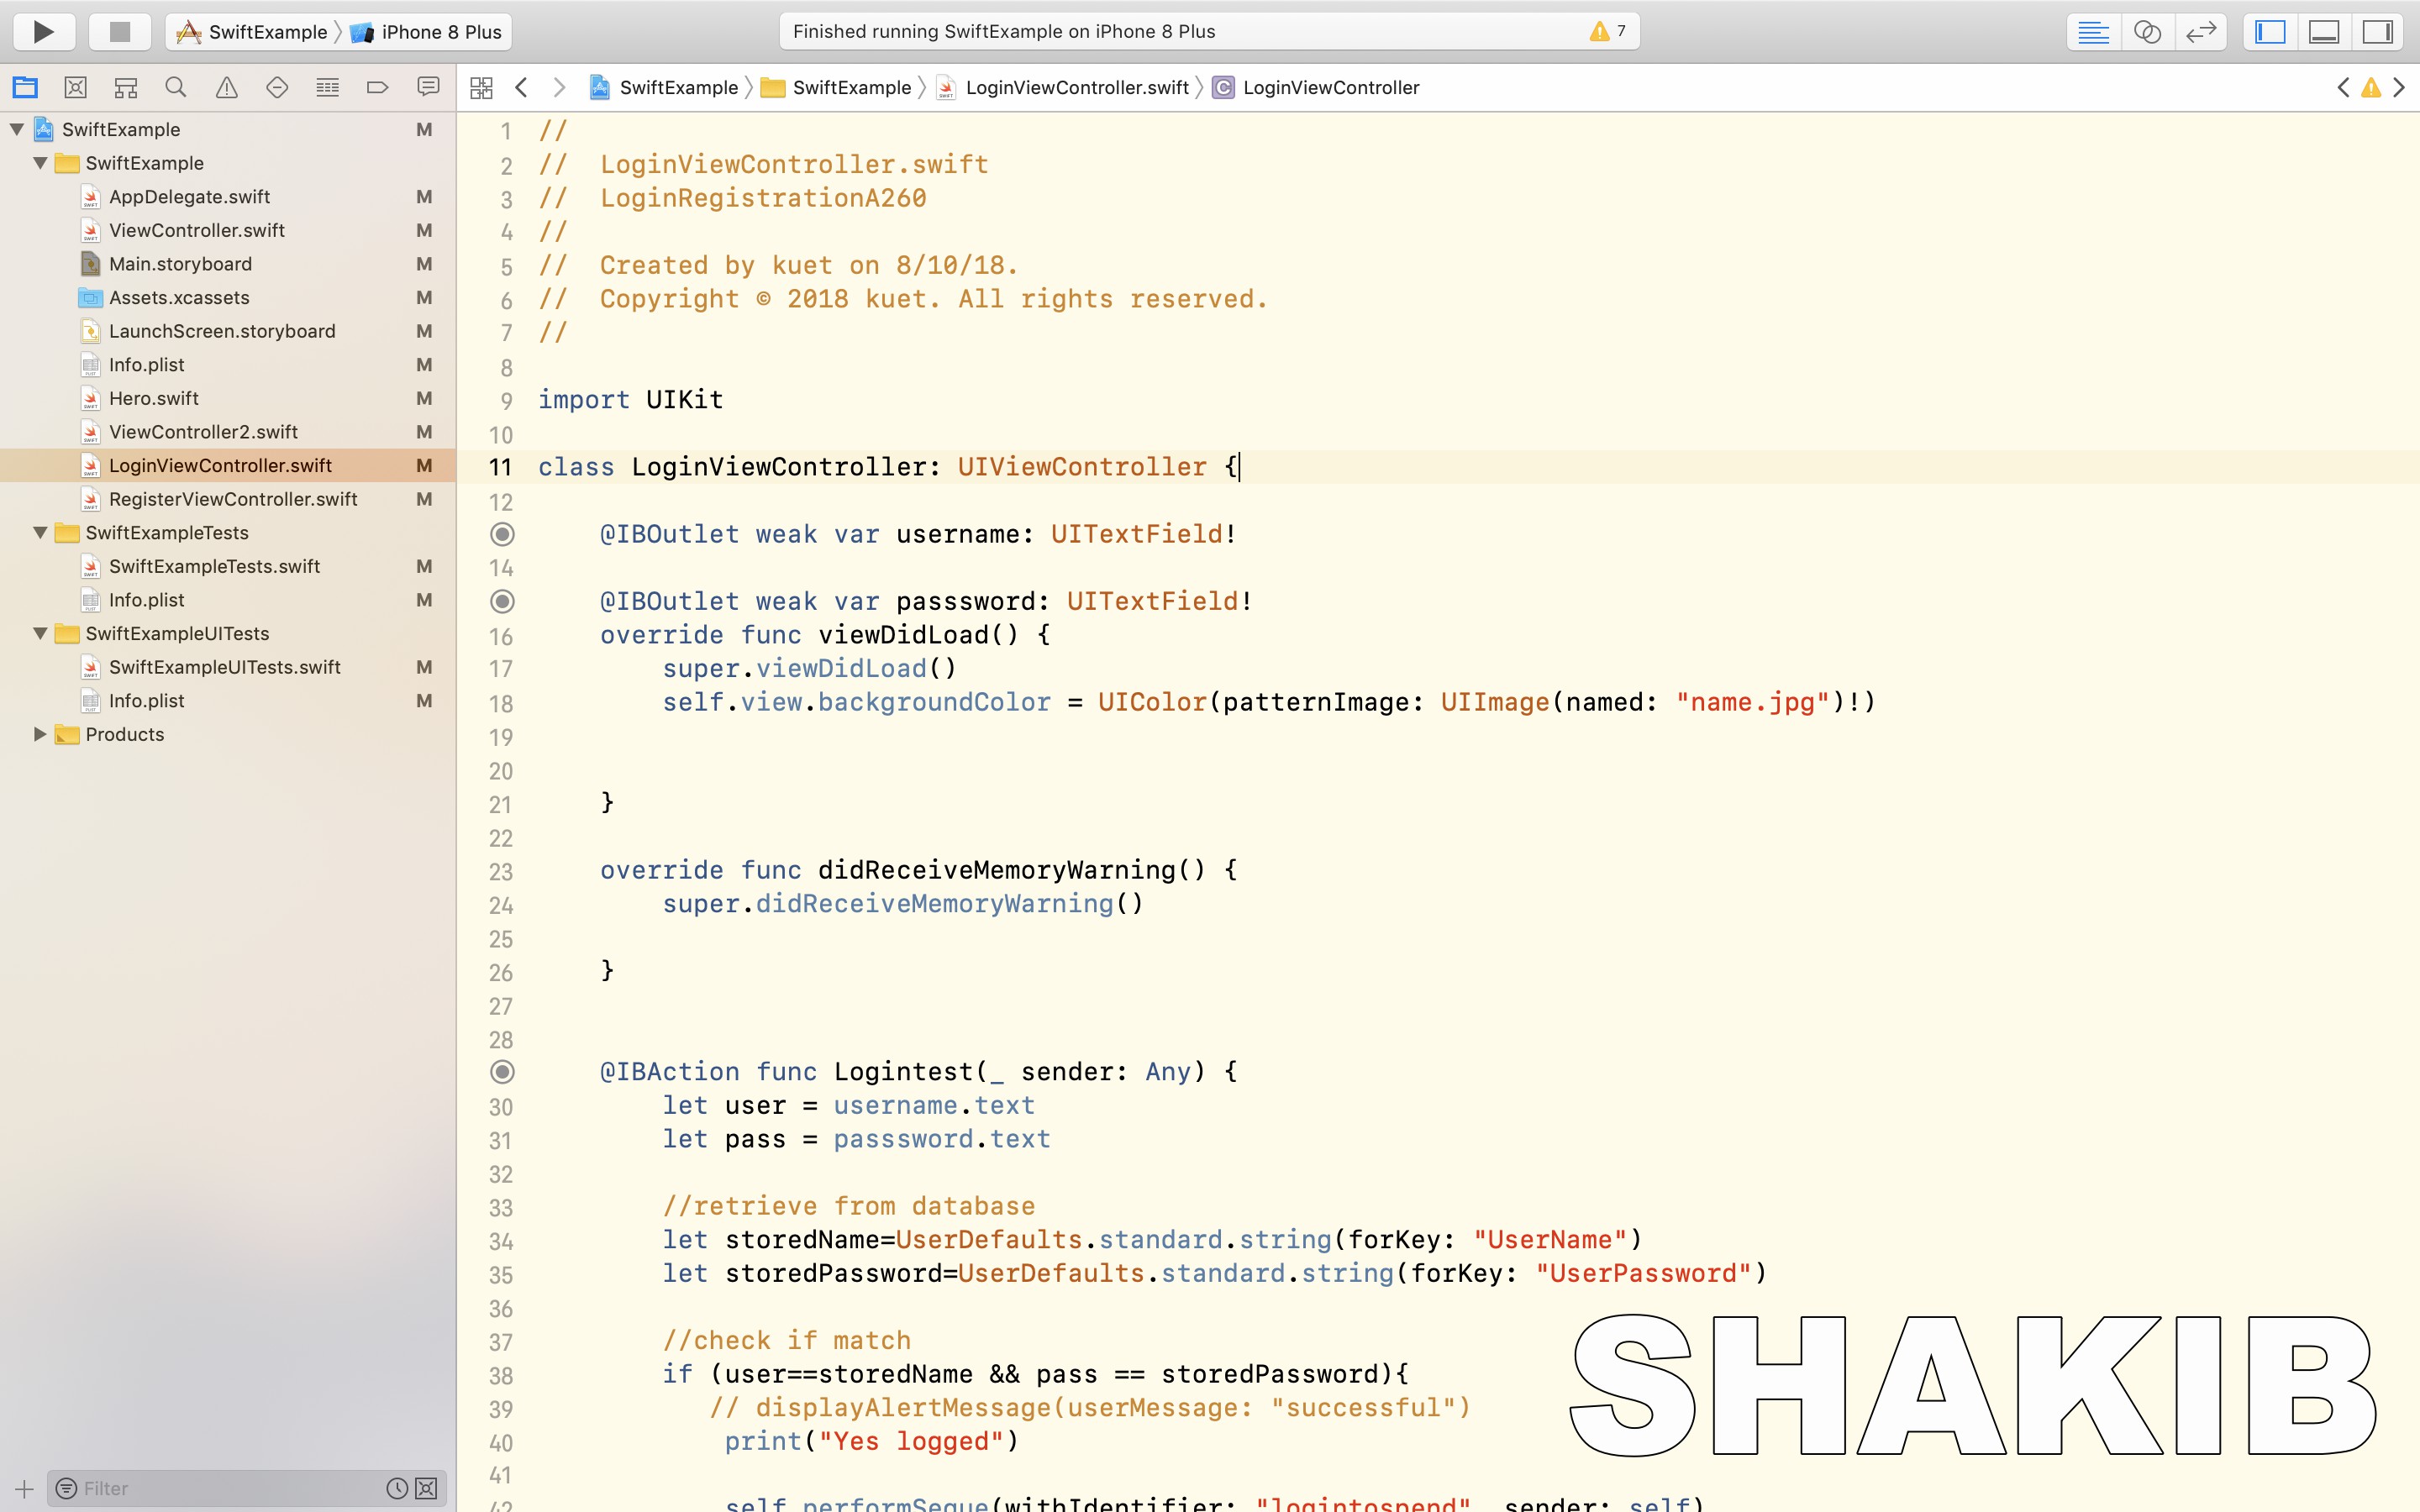 SwiftExample 〉 iPhone 8 Plus
Finished running SwiftExample on iPhone 8 Plus
7
SwiftExample 〉 SwiftExample 〉 LoginViewController.swift 〉 C LoginViewController
SwiftExample M
SwiftExample
AppDelegate.swift M
ViewController.swift M
Main.storyboard M
Assets.xcassets M
LaunchScreen.storyboard M
Info.plist M
Hero.swift M
ViewController2.swift M
LoginViewController.swift M
RegisterViewController.swift M
SwiftExampleTests
SwiftExampleTests.swift M
Info.plist M
SwiftExampleUITests
SwiftExampleUITests.swift M
Info.plist M
Products
Filter
1 //
2 //  LoginViewController.swift
3 //  LoginRegistrationA260
4 //
5 //  Created by kuet on 8/10/18.
6 //  Copyright © 2018 kuet. All rights reserved.
7 //
8
9 import UIKit
10
11 class LoginViewController: UIViewController {
12
@IBOutlet weak var username: UITextField!
14
@IBOutlet weak var passsword: UITextField!
16 override func viewDidLoad() {
17 super.viewDidLoad()
18 self.view.backgroundColor = UIColor(patternImage: UIImage(named: "name.jpg")!)
19
20
21 }
22
23 override func didReceiveMemoryWarning() {
24 super.didReceiveMemoryWarning()
25
26 }
27
28
@IBAction func Logintest(_ sender: Any) {
30 let user = username.text
31 let pass = passsword.text
32
33 //retrieve from database
34 let storedName=UserDefaults.standard.string(forKey: "UserName")
35 let storedPassword=UserDefaults.standard.string(forKey: "UserPassword")
36
37 //check if match
38 if (user==storedName && pass == storedPassword){
39 // displayAlertMessage(userMessage: "successful")
40 print("Yes logged")
41
42 self.performSegue(withIdentifier: "logintospend", sender: self)
SHAKIB